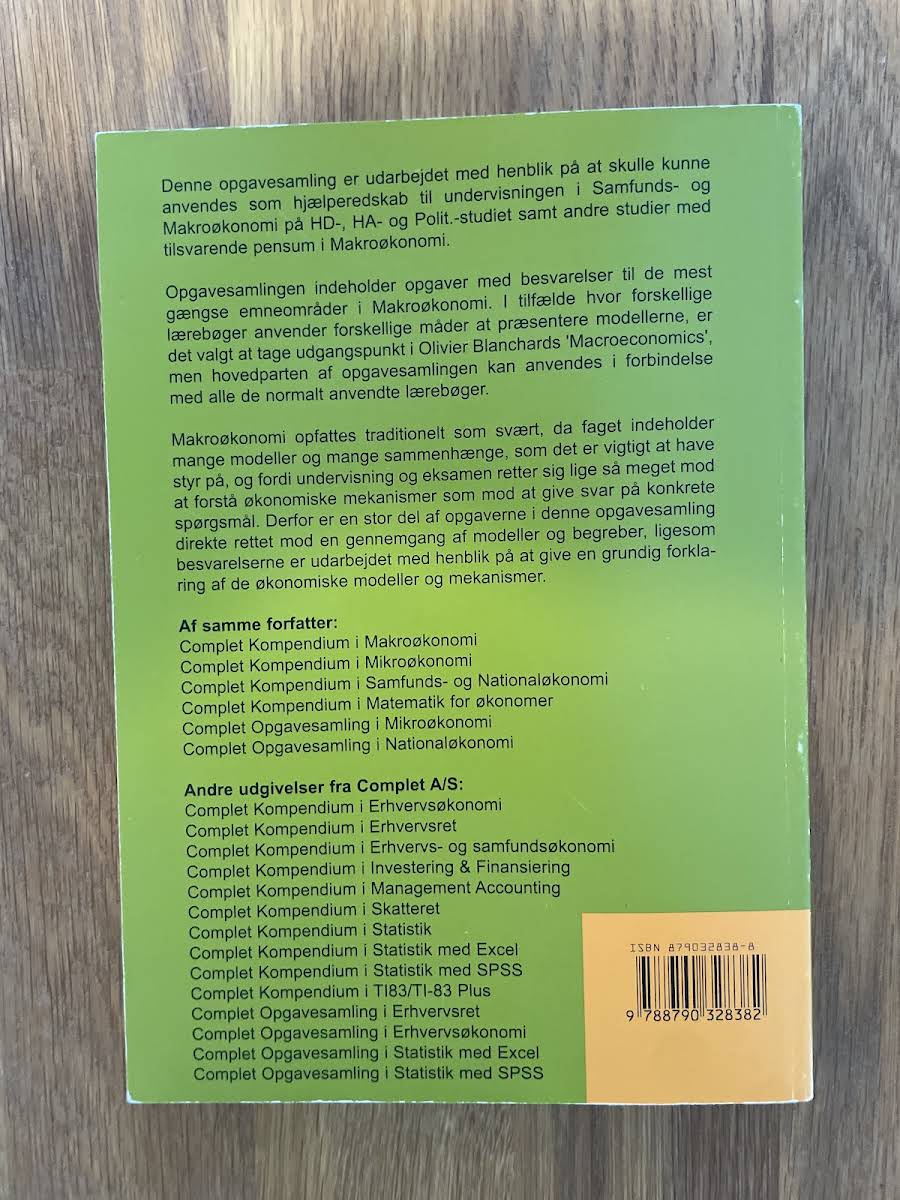 Denne opgavesamling er udarbejdet med henblik på at skulle kunne
anvendes som hjælperedskab til undervisningen i Samfunds- og
Makroøkonomi på HD-, HA- og Polit.-studiet samt andre studier med
tilsvarende pensum i Makroøkonomi.
Opgavesamlingen indeholder opgaver med besvarelser til de mest
gængse emneområder i Makroøkonomi. I tilfælde hvor forskellige
lærebøger anvender forskellige måder at præsentere modellerne, er
det valgt at tage udgangspunkt i Olivier Blanchards 'Macroeconomics',
men hovedparten af opgavesamlingen kan anvendes i forbindelse
med alle de normalt anvendte lærebøger.
Makroøkonomi opfattes traditionelt som svært, da faget indeholder
mange modeller og mange sammenhænge, som det er vigtigt at have
styr på, og fordi undervisning og eksamen retter sig lige så meget mod
at forstå økonomiske mekanismer som mod at give svar på konkrete
spørgsmål. Derfor er en stor del af opgaverne i denne opgavesamling
direkte rettet mod en gennemgang af modeller og begreber, ligesom
besvarelserne er udarbejdet med henblik på at give en grundig forkla-
ring af de økonomiske modeller og mekanismer.
Af samme forfatter:
Complet Kompendium i Makroøkonomi
Complet Kompendium i Mikroøkonomi
Complet Kompendium i Samfunds- og Nationaløkonomi
Complet Kompendium i Matematik for økonomer
Complet Opgavesamling i Mikroøkonomi
Complet Opgavesamling i Nationaløkonomi
Andre udgivelser fra Complet A/S:
Complet Kompendium i Erhvervsøkonomi
Complet Kompendium i Erhvervsret
Complet Kompendium i Erhvervs- og samfundsøkonomi
Complet Kompendium i Investering & Finansiering
Complet Kompendium i Management Accounting
Complet Kompendium i Skatteret
Complet Kompendium i Statistik
Complet Kompendium i Statistik med Excel
Complet Kompendium i Statistik med SPSS
Complet Kompendium i TI83/TI-83 Plus
Complet Opgavesamling i Erhvervsret
Complet Opgavesamling i Erhvervsøkonomi
Complet Opgavesamling i Statistik med Excel
Complet Opgavesamling i Statistik med SPSS
ISBN 879032838-8
9 788790 328382